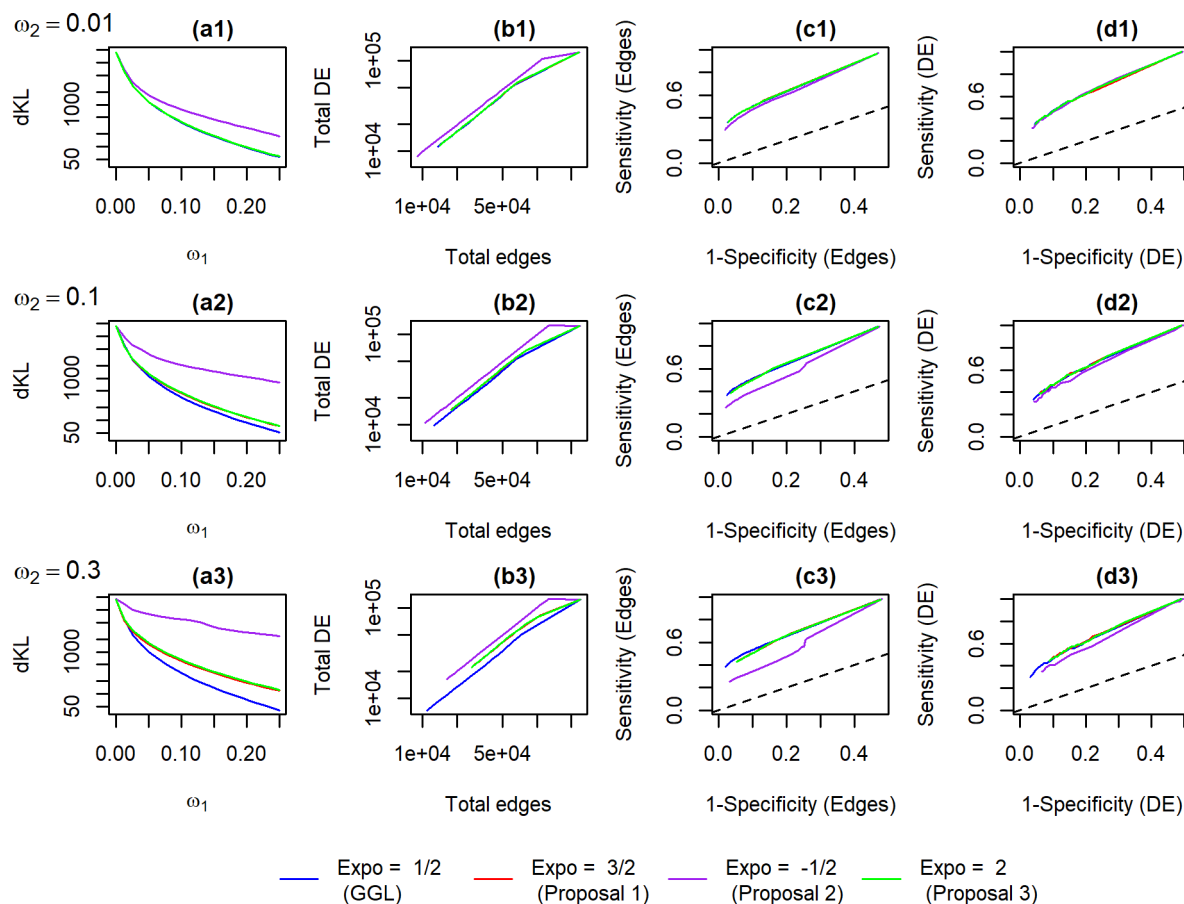 ω2 = 0.01
(a1) (b1) (c1) (d1)
dKL
50 1000
0.00 0.10 0.20
ω1
Total DE
1e+04 1e+05
1e+04 5e+04
Total edges
Sensitivity (Edges)
0.0 0.6
0.0 0.2 0.4
1-Specificity (Edges)
Sensitivity (DE)
0.0 0.6
0.0 0.2 0.4
1-Specificity (DE)
ω2 = 0.1
(a2) (b2) (c2) (d2)
dKL
50 1000
0.00 0.10 0.20
ω1
Total DE
1e+04 1e+05
1e+04 5e+04
Total edges
Sensitivity (Edges)
0.0 0.6
0.0 0.2 0.4
1-Specificity (Edges)
Sensitivity (DE)
0.0 0.6
0.0 0.2 0.4
1-Specificity (DE)
ω2 = 0.3
(a3) (b3) (c3) (d3)
dKL
50 1000
0.00 0.10 0.20
ω1
Total DE
1e+04 1e+05
1e+04 5e+04
Total edges
Sensitivity (Edges)
0.0 0.6
0.0 0.2 0.4
1-Specificity (Edges)
Sensitivity (DE)
0.0 0.6
0.0 0.2 0.4
1-Specificity (DE)
Expo = 1/2 Expo = 3/2 Expo = -1/2 Expo = 2
(GGL) (Proposal 1) (Proposal 2) (Proposal 3)